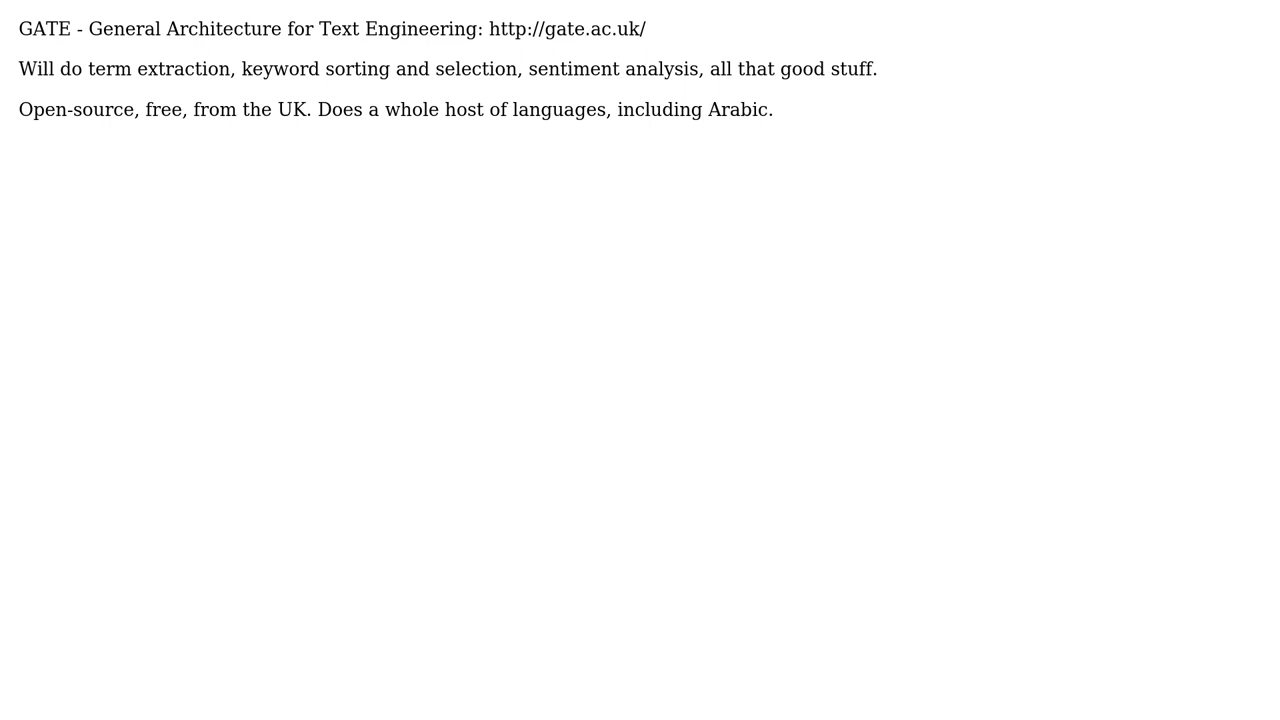 GATE - General Architecture for Text Engineering: http://gate.ac.uk/
Will do term extraction, keyword sorting and selection, sentiment analysis, all that good stuff.
Open-source, free, from the UK. Does a whole host of languages, including Arabic.